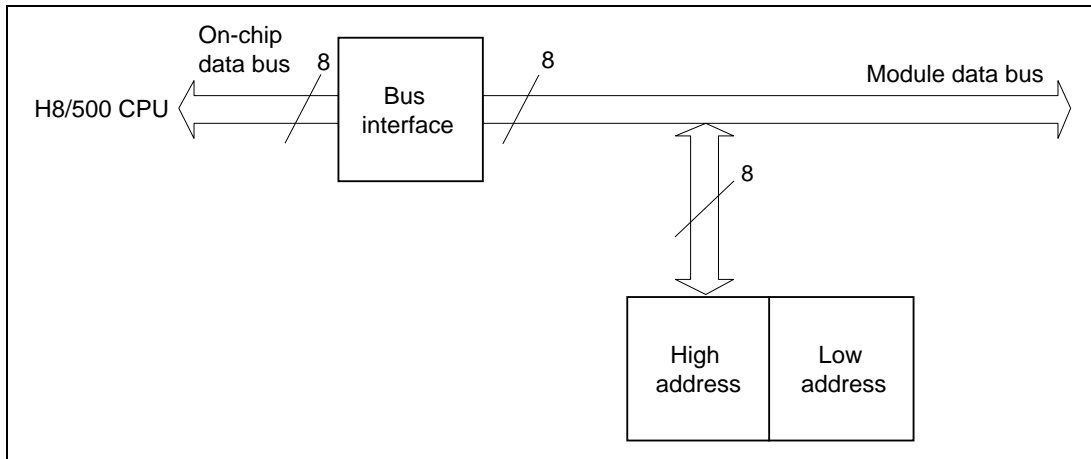 On-chip
data bus
8
8
Module data bus
H8/500 CPU
Bus
interface
8
High
address
Low
address